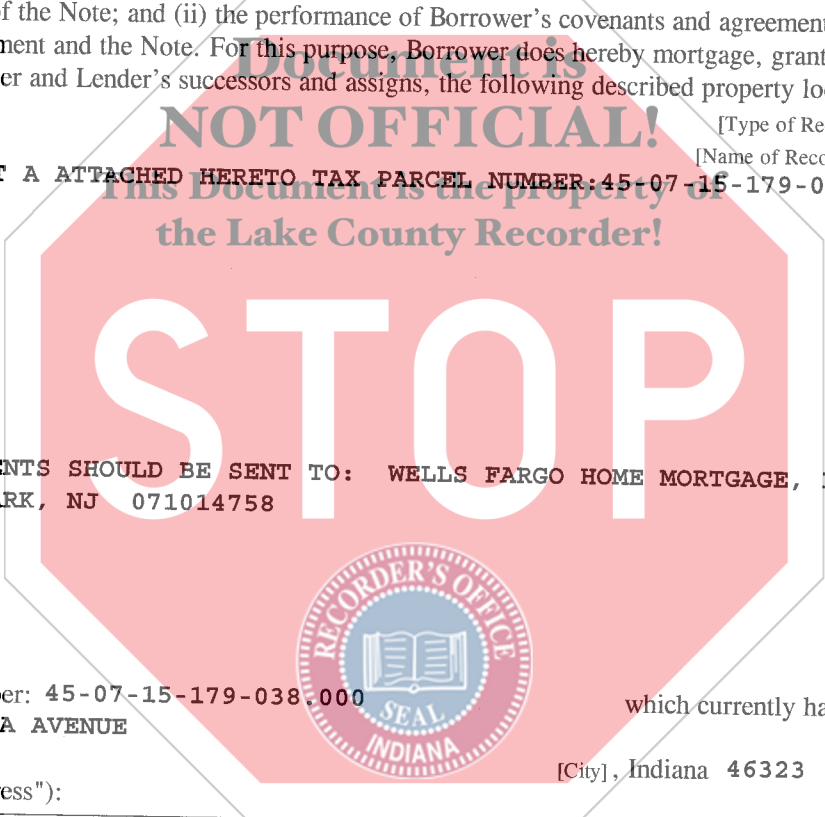 f the Note; and (ii) the performance of Borrower's covenants and agreement
ment and the Note. For this purpose, Borrower does hereby mortgage, grant
er and Lender's successors and assigns, the following described property lo
Document is
NOT OFFICIAL!
[Type of Re
[Name of Reco
T A ATTACHED HERETO TAX PARCEL NUMBER:45-07-15-179-0
This Document is the property of
the Lake County Recorder!
STOP
ENTS SHOULD BE SENT TO: WELLS FARGO HOME MORTGAGE,
ARK, NJ 071014758
RECORDER'S OFFICE
SEAL
INDIANA
er: 45-07-15-179-038.000
which currently ha
A AVENUE
[City], Indiana 46323
ess"):